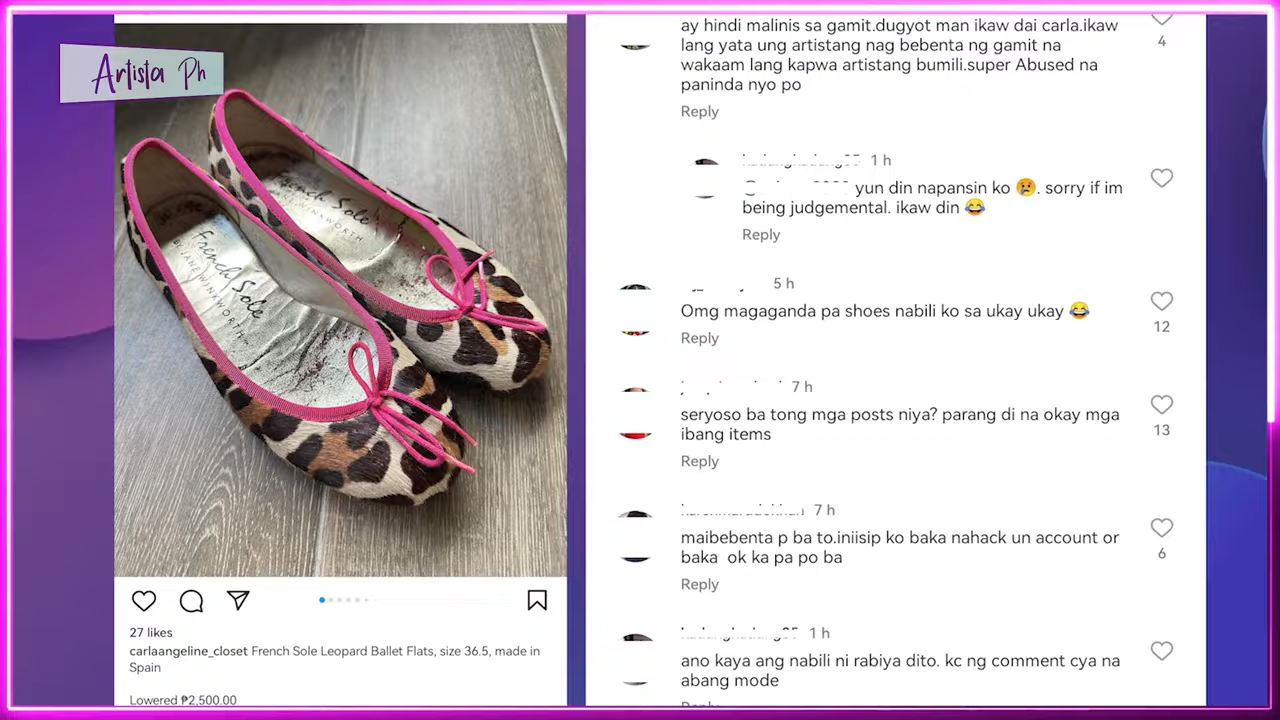 Artista Ph
French Sole
BY JANE WINKWORTH
French Sole
27 likes
carlaangeline_closet French Sole Leopard Ballet Flats, size 36.5, made in
Spain
Lowered ₱2,500.00
ay hindi malinis sa gamit.dugyot man ikaw dai carla.ikaw
lang yata ung artistang nag bebenta ng gamit na
wakaam lang kapwa artistang bumili.super Abused na
paninda nyo po
4
Reply
1 h
yun din napansin ko 😢. sorry if im
being judgemental. ikaw din 😂
Reply
5 h
Omg magaganda pa shoes nabili ko sa ukay ukay 😂
12
Reply
7 h
seryoso ba tong mga posts niya? parang di na okay mga
ibang items
13
Reply
7 h
maibebenta p ba to.iniisip ko baka nahack un account or
baka ok ka pa po ba
6
Reply
1 h
ano kaya ang nabili ni rabiya dito. kc ng comment cya na
abang mode